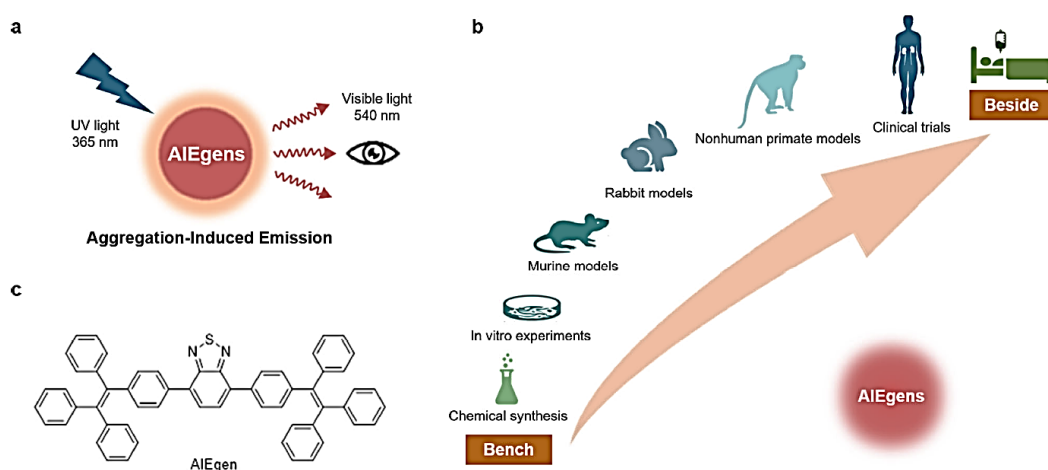 a
UV light
365 nm
AIEgens
Visible light
540 nm
Aggregation-Induced Emission
b
Beside
Clinical trials
Nonhuman primate models
Rabbit models
Murine models
In vitro experiments
Chemical synthesis
Bench
AIEgens
c
S
N N
AIEgen